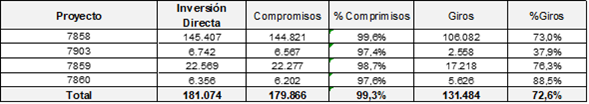 Proyecto Inversión Directa Compromisos % Comprimisos Giros %Giros
7858 145.407 144.821 99,6% 106.082 73,0%
7903 6.742 6.567 97,4% 2.558 37,9%
7859 22.569 22.277 98,7% 17.218 76,3%
7860 6.356 6.202 97,6% 5.626 88,5%
Total 181.074 179.866 99,3% 131.484 72,6%